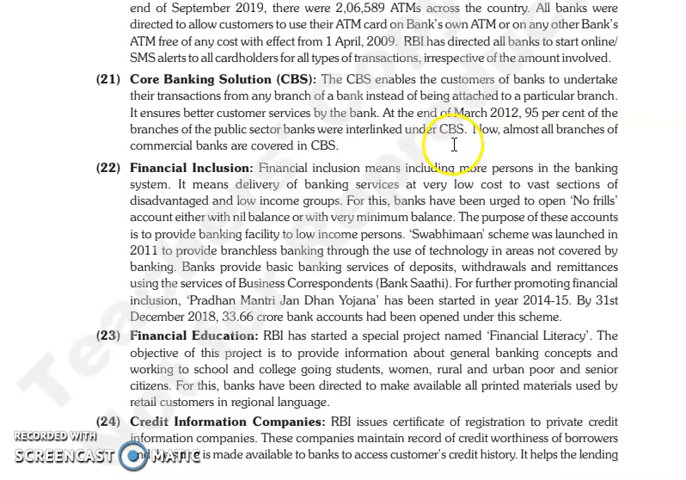 end of September 2019, there were 2,06,589 ATMs across the country. All banks were
directed to allow customers to use their ATM card on Bank's own ATM or on any other Bank's
ATM free of any cost with effect from 1 April, 2009. RBI has directed all banks to start online/
SMS alerts to all cardholders for all types of transactions, irrespective of the amount involved.
(21) Core Banking Solution (CBS): The CBS enables the customers of banks to undertake
their transactions from any branch of a bank instead of being attached to a particular branch.
It ensures better customer services by the bank. At the end of March 2012, 95 per cent of the
branches of the public sector banks were interlinked under CBS. Now, almost all branches of
commercial banks are covered in CBS.
(22) Financial Inclusion: Financial inclusion means including more persons in the banking
system. It means delivery of banking services at very low cost to vast sections of
disadvantaged and low income groups. For this, banks have been urged to open 'No frills'
account either with nil balance or with very minimum balance. The purpose of these accounts
is to provide banking facility to low income persons. 'Swabhimaan' scheme was launched in
2011 to provide branchless banking through the use of technology in areas not covered by
banking. Banks provide basic banking services of deposits, withdrawals and remittances
using the services of Business Correspondents (Bank Saathi). For further promoting financial
inclusion, 'Pradhan Mantri Jan Dhan Yojana' has been started in year 2014-15. By 31st
December 2018, 33.66 crore bank accounts had been opened under this scheme.
(23) Financial Education: RBI has started a special project named 'Financial Literacy'. The
objective of this project is to provide information about general banking concepts and
working to school and college going students, women, rural and urban poor and senior
citizens. For this, banks have been directed to make available all printed materials used by
retail customers in regional language.
(24) Credit Information Companies: RBI issues certificate of registration to private credit
information companies. These companies maintain record of credit worthiness of borrowers
is made available to banks to access customer's credit history. It helps the lending
RECORDED WITH
SCREENCAST MATIC